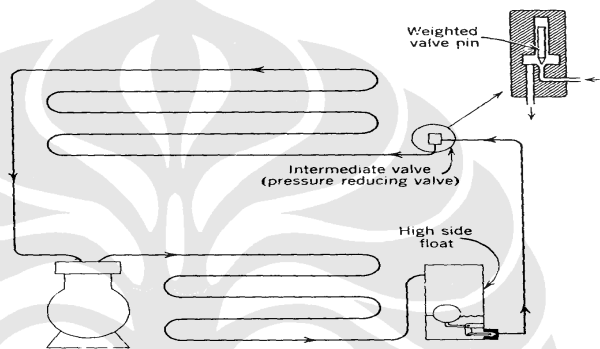 Weighted
valve pin
Intermediate valve
(pressure reducing valve)
High side
float